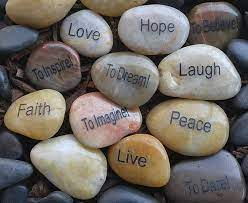 Love
Hope
To Believe!
To Inspire!
To Dream!
Laugh
Faith
To Imagine!
Peace
Live
To Dare!